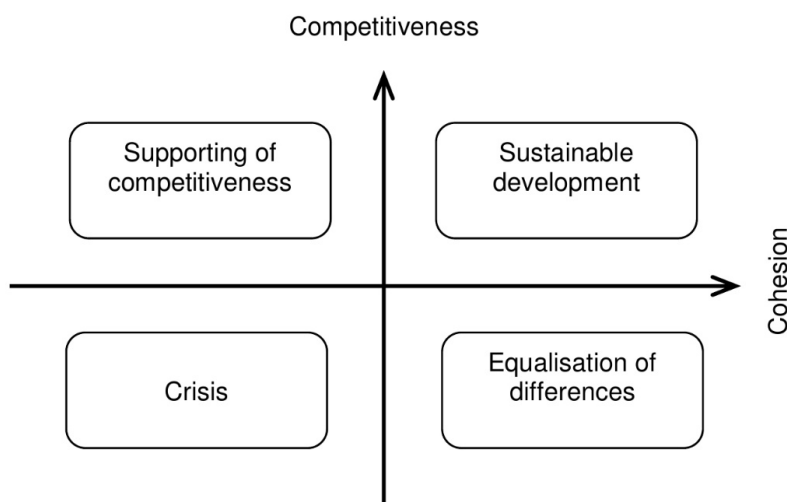 Competitiveness
Supporting of
competitiveness
Sustainable
development
Cohesion
Crisis
Equalisation of
differences